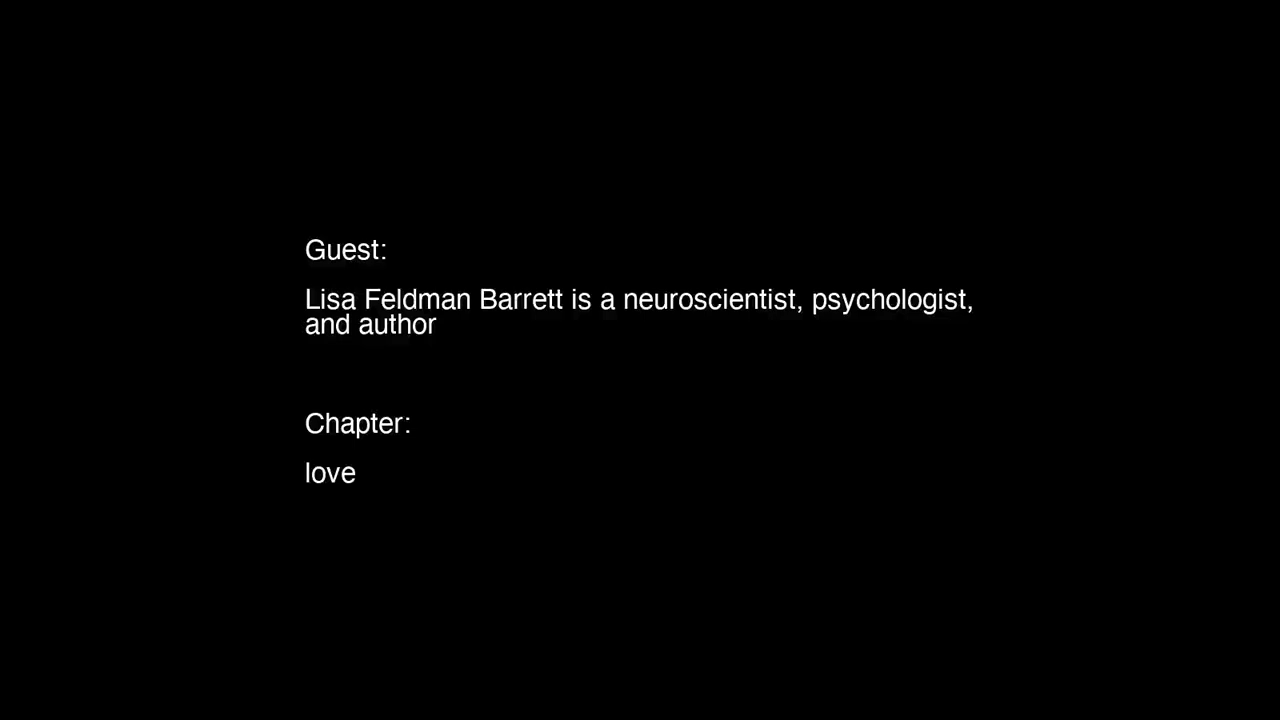 Guest:
Lisa Feldman Barrett is a neuroscientist, psychologist,
and author
Chapter:
love